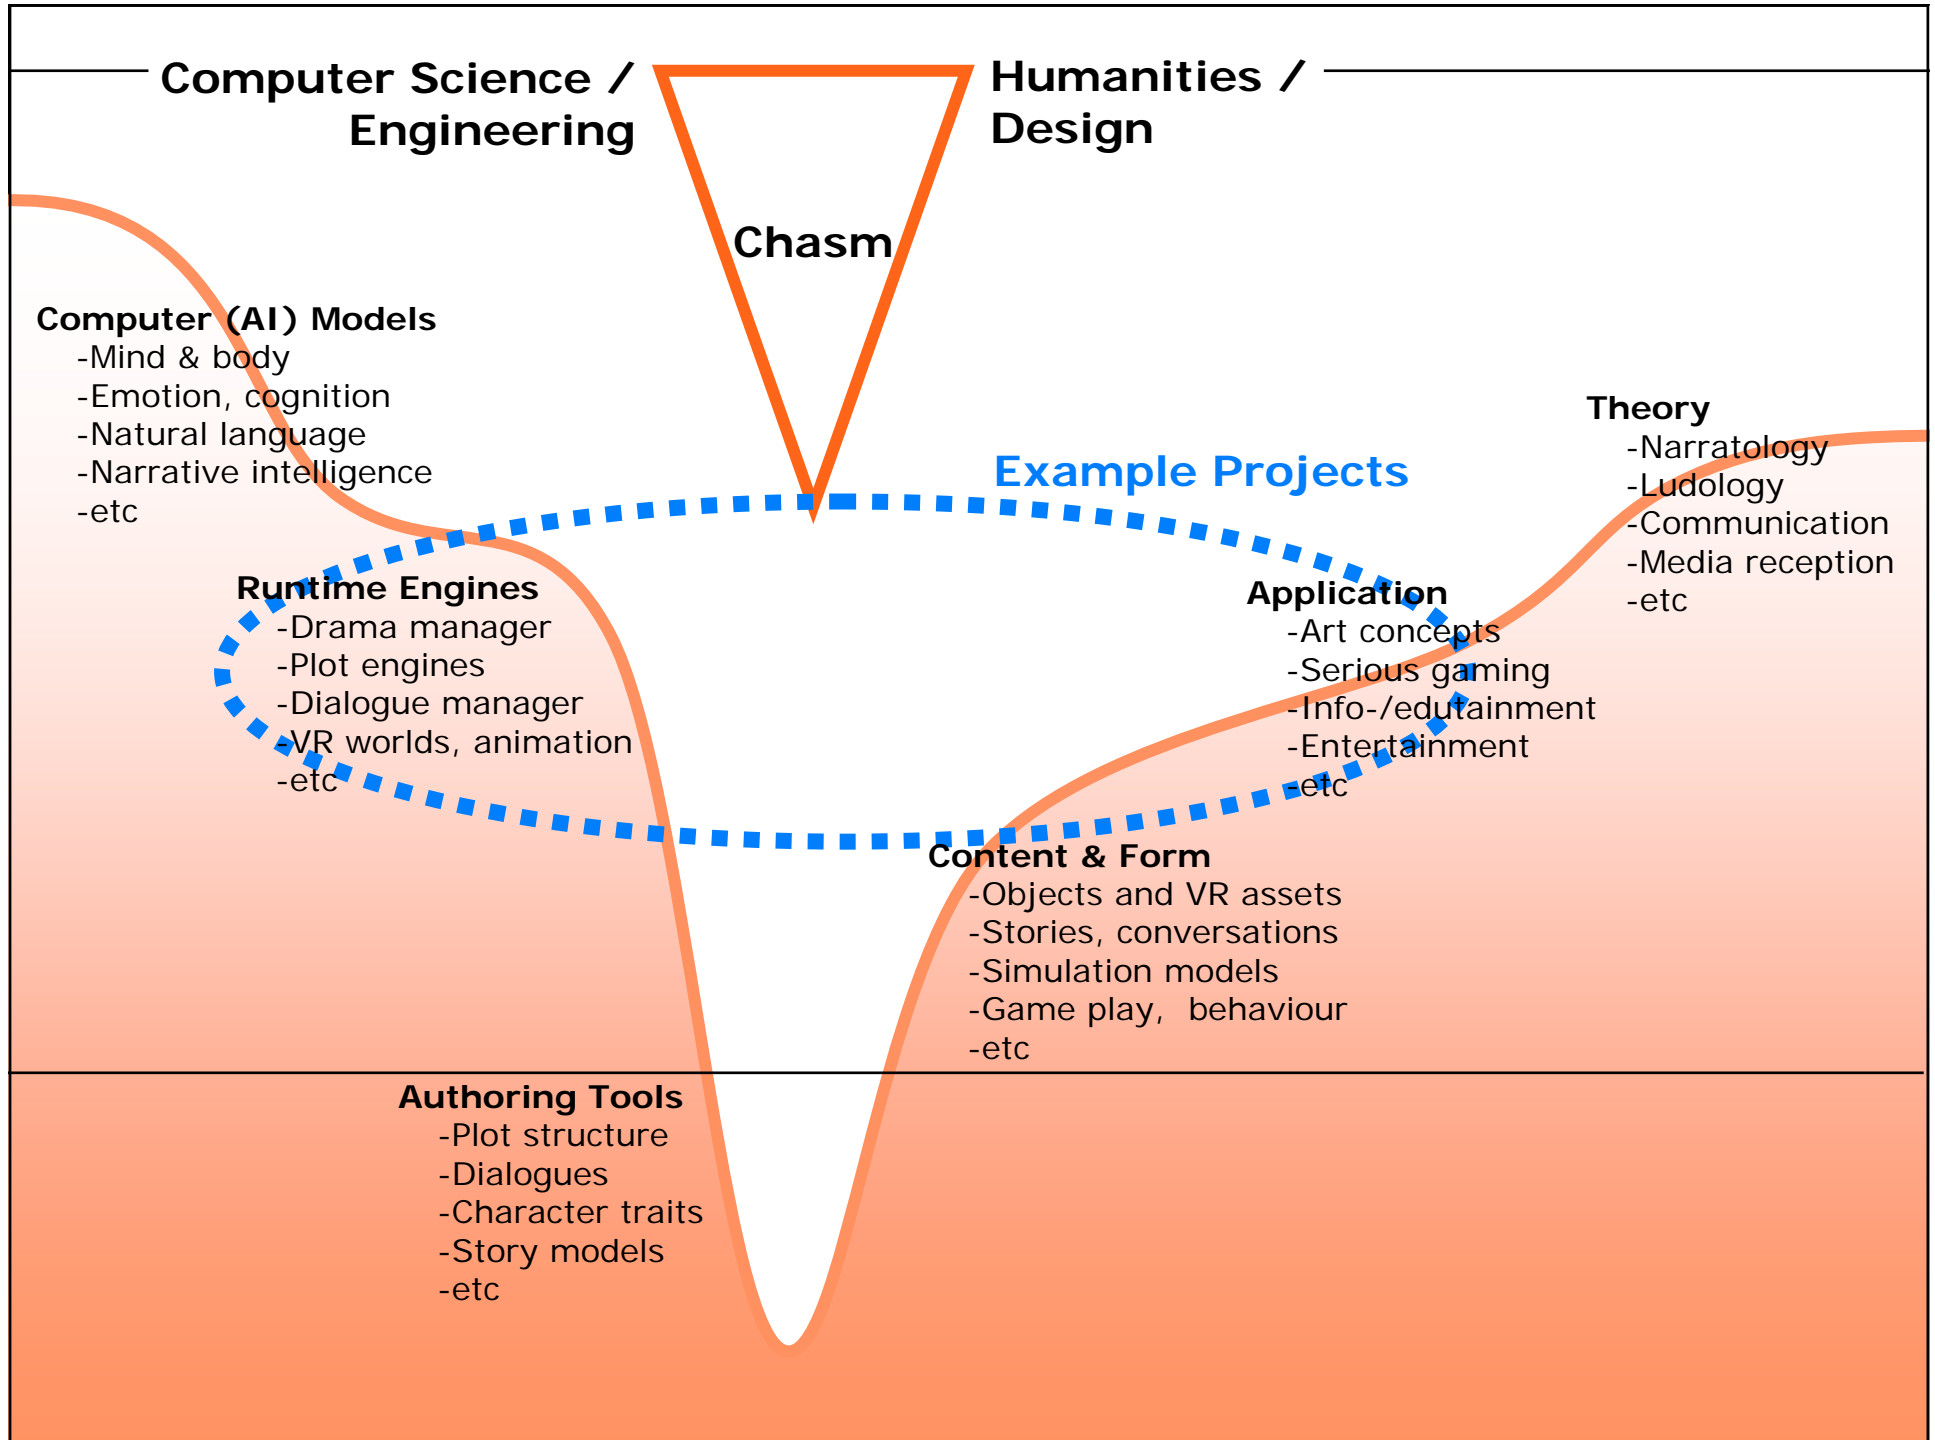 Computer Science /
Engineering
Humanities /
Design
Chasm
Computer (AI) Models
-Mind & body
-Emotion, cognition
-Natural language
-Narrative intelligence
-etc
Example Projects
Theory
-Narratology
-Ludology
-Communication
-Media reception
-etc
Runtime Engines
-Drama manager
-Plot engines
-Dialogue manager
-VR worlds, animation
-etc
Application
-Art concepts
-Serious gaming
-Info-/edutainment
-Entertainment
-etc
Content & Form
-Objects and VR assets
-Stories, conversations
-Simulation models
-Game play,  behaviour
-etc
Authoring Tools
-Plot structure
-Dialogues
-Character traits
-Story models
-etc